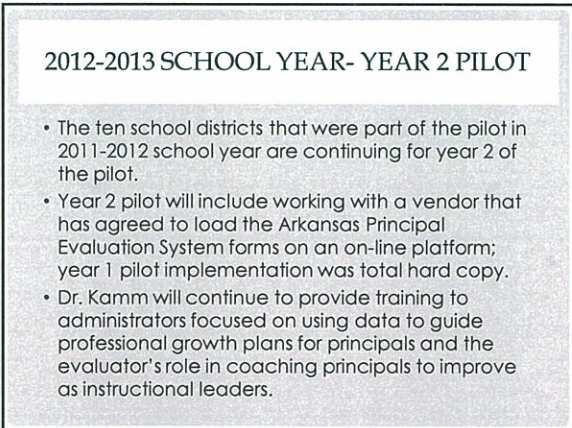 2012-2013 SCHOOL YEAR- YEAR 2 PILOT
• The ten school districts that were part of the pilot in
2011-2012 school year are continuing for year 2 of
the pilot.
• Year 2 pilot will include working with a vendor that
has agreed to load the Arkansas Principal
Evaluation System forms on an on-line platform;
year 1 pilot implementation was total hard copy.
• Dr. Kamm will continue to provide training to
administrators focused on using data to guide
professional growth plans for principals and the
evaluator's role in coaching principals to improve
as instructional leaders.